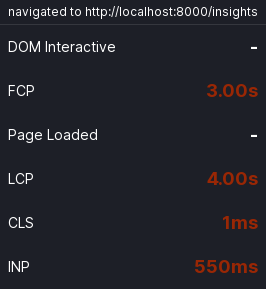 navigated to http://localhost:8000/insights
DOM Interactive -
FCP 3.00s
Page Loaded -
LCP 4.00s
CLS 1ms
INP 550ms